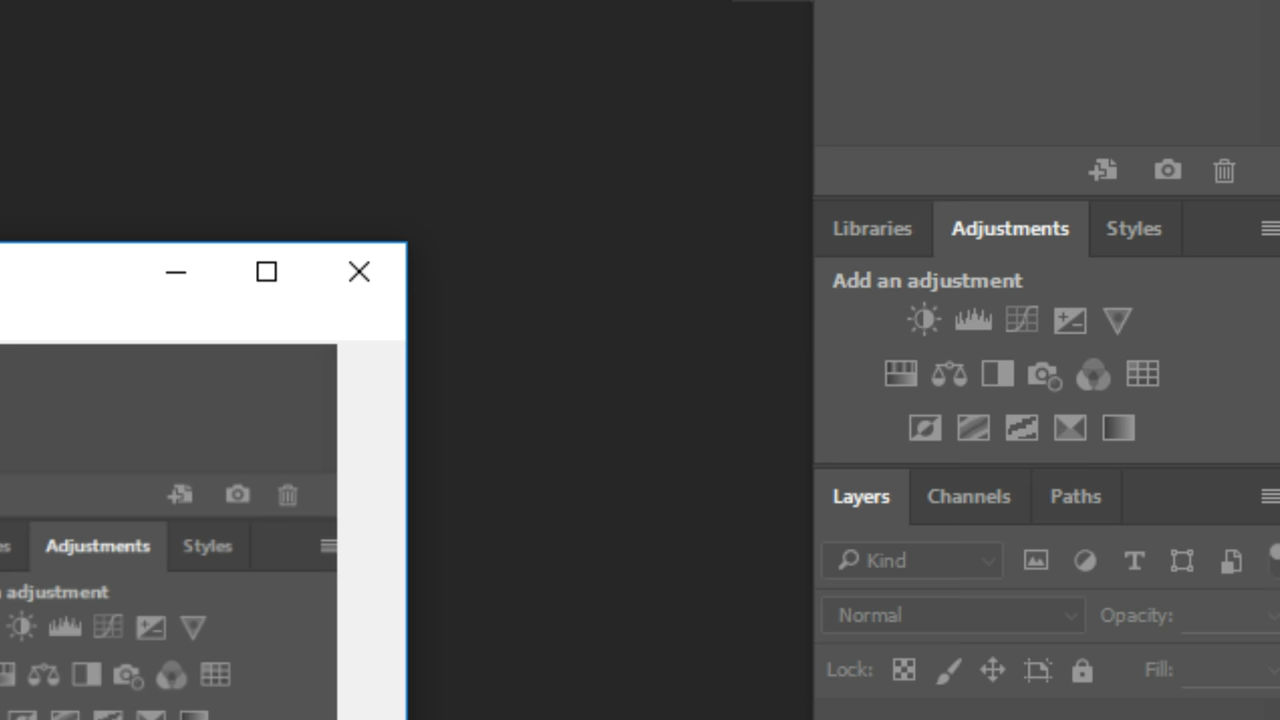 Libraries Adjustments Styles
Add an adjustment
Layers Channels Paths
Kind
Normal Opacity:
Lock: Fill:
Adjustments Styles
adjustment